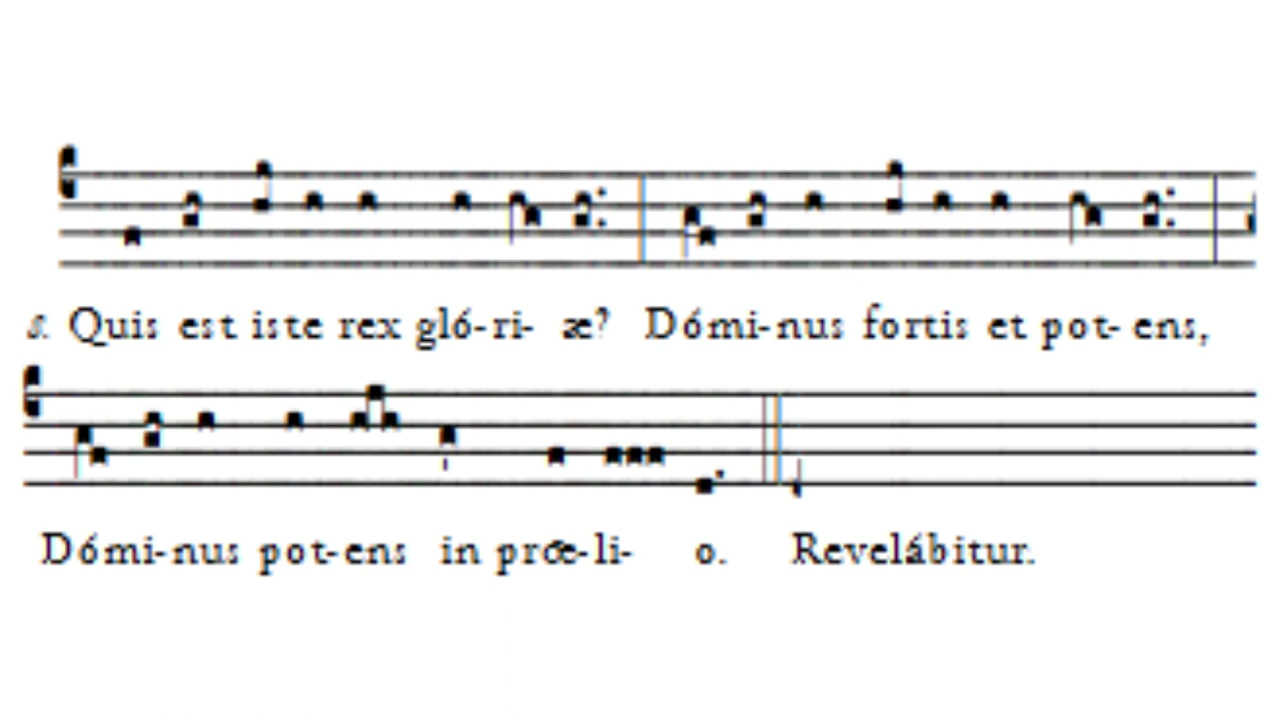 s. Quis est iste rex gló-ri- æ? Dómi-nus fortis et pot- ens,
Dómi-nus pot-ens in prœ́-li- o. Revelábitur.